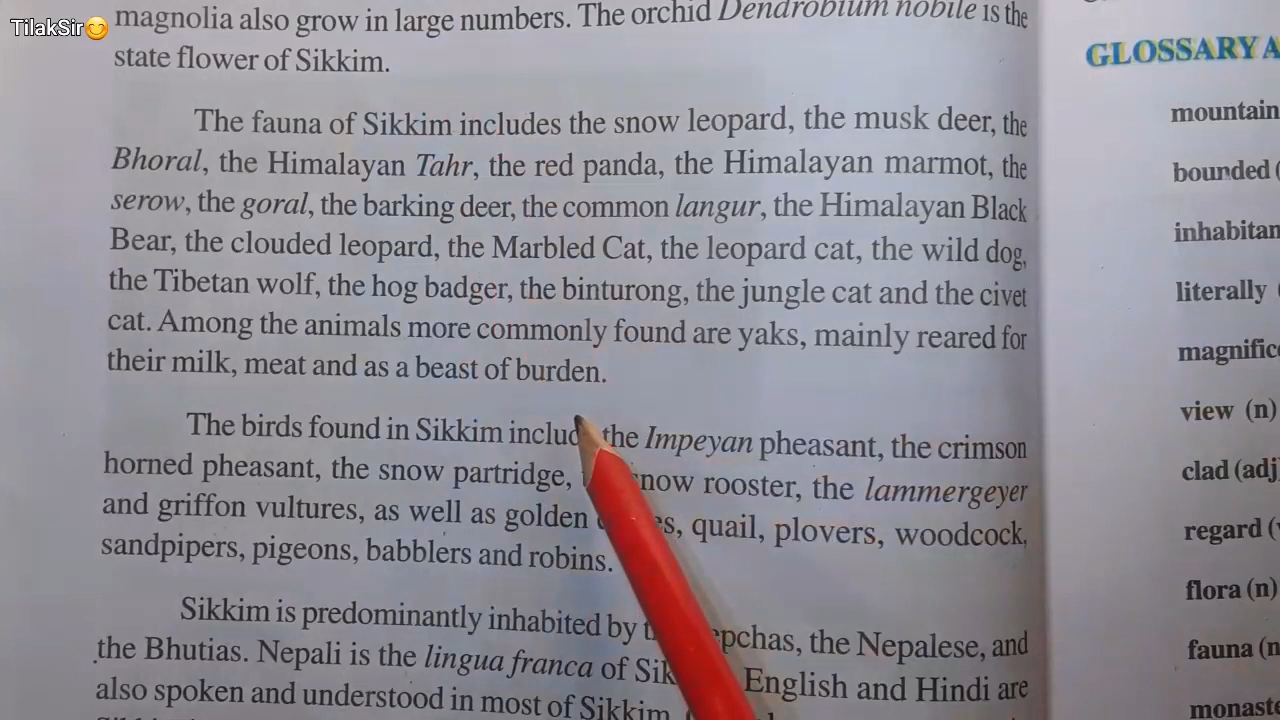 TilakSir😊
magnolia also grow in large numbers. The orchid Dendrobium nobile is the
state flower of Sikkim.
The fauna of Sikkim includes the snow leopard, the musk deer, the
Bhoral, the Himalayan Tahr, the red panda, the Himalayan marmot, the
serow, the goral, the barking deer, the common langur, the Himalayan Black
Bear, the clouded leopard, the Marbled Cat, the leopard cat, the wild dog,
the Tibetan wolf, the hog badger, the binturong, the jungle cat and the civet
cat. Among the animals more commonly found are yaks, mainly reared for
their milk, meat and as a beast of burden.
The birds found in Sikkim includ the Impeyan pheasant, the crimson
horned pheasant, the snow partridge, now rooster, the lammergeyer
and griffon vultures, as well as golden es, quail, plovers, woodcock,
sandpipers, pigeons, babblers and robins.
Sikkim is predominantly inhabited by t epchas, the Nepalese, and
the Bhutias. Nepali is the lingua franca of Sik English and Hindi are
also spoken and understood in most of Sikkim.
GLOSSARY A
mountain
bounded (
inhabitan
literally (
magnific
view (n)
clad (adj)
regard (
flora (n)
fauna (n
monaste